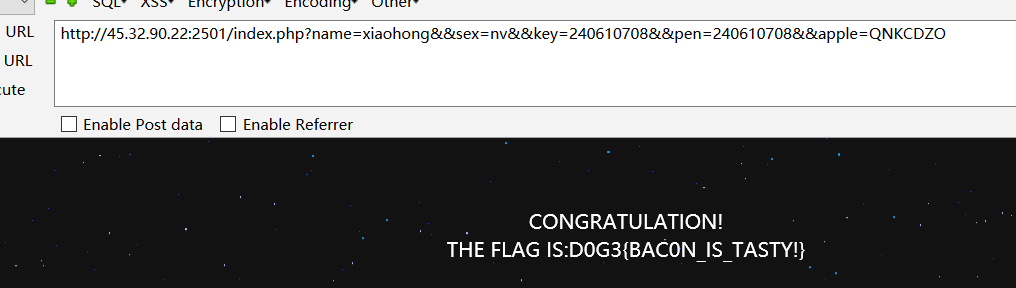 SQL▾ XSS▾ Encryption▾ Encoding▾ Other▾
URL http://45.32.90.22:2501/index.php?name=xiaohong&&sex=nv&&key=240610708&&pen=240610708&&apple=QNKCDZO
URL
cute
Enable Post data Enable Referrer
CONGRATULATION!
THE FLAG IS:D0G3{BAC0N_IS_TASTY!}